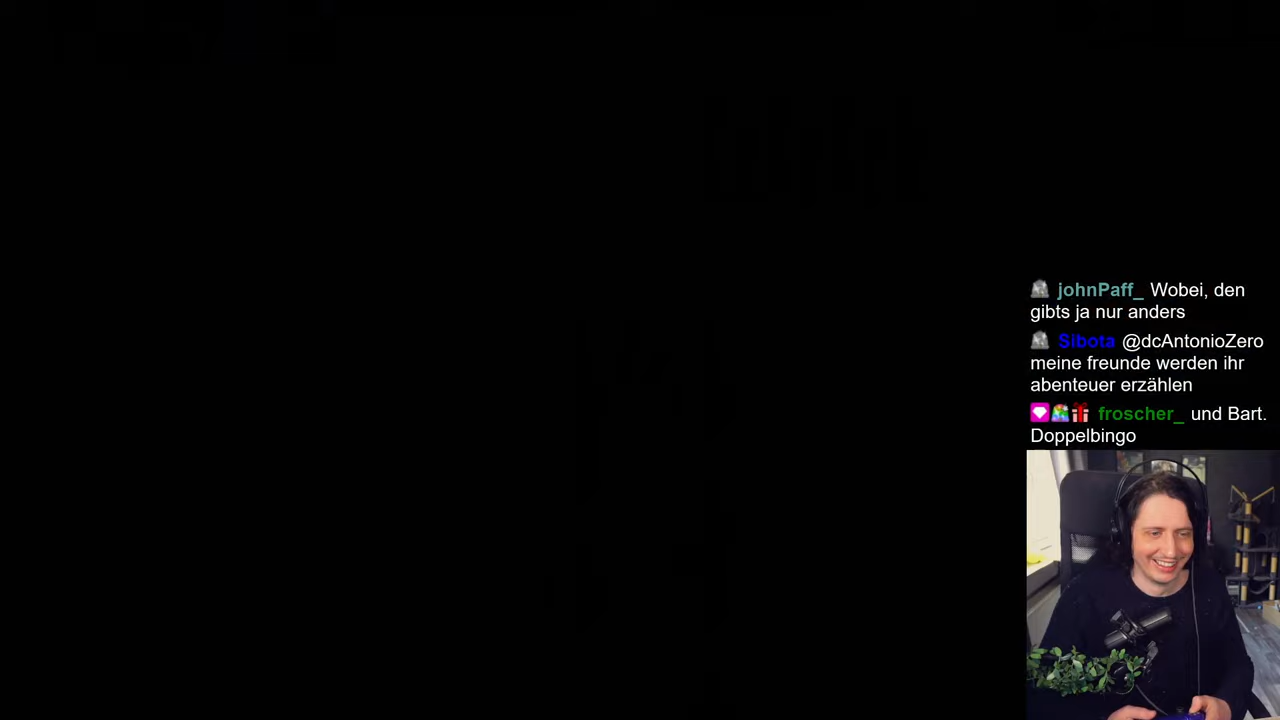 johnPaff_ Wobei, den
gibts ja nur anders
Sibota @dcAntonioZero
meine freunde werden ihr
abenteuer erzählen
froscher_ und Bart.
Doppelbingo